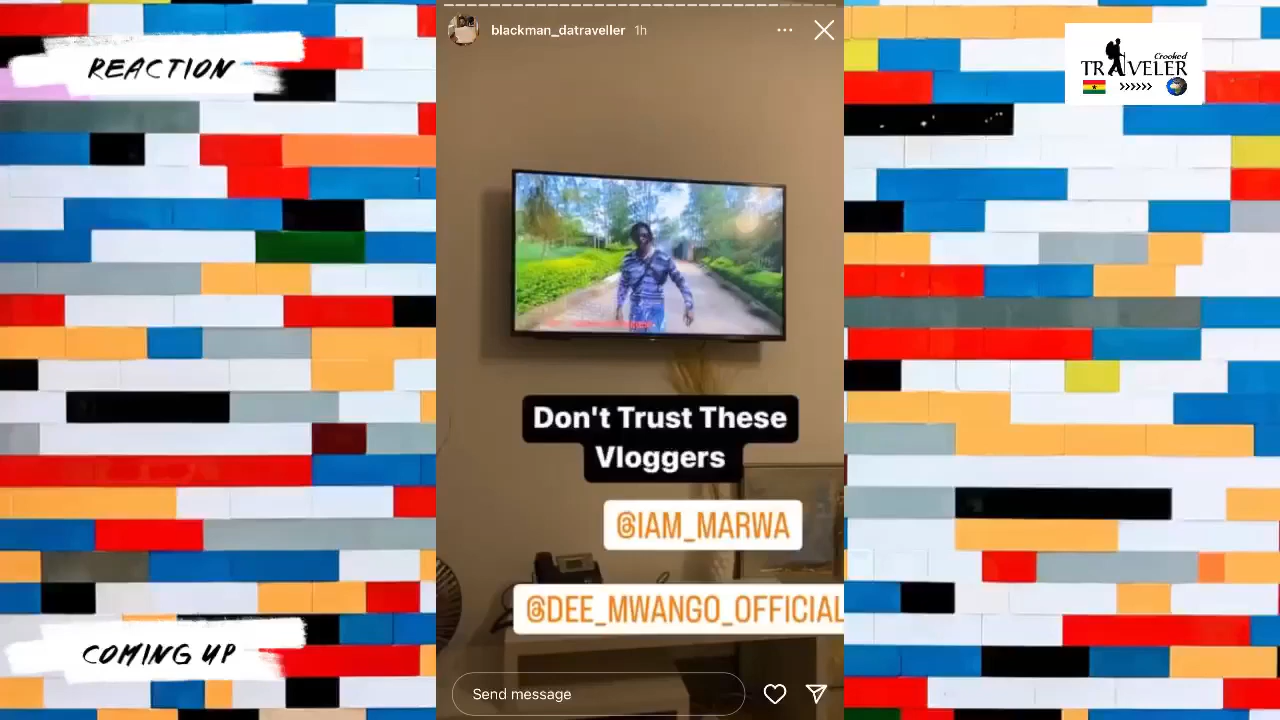 REACTION
blackman_datraveller 1h
Crooked
TRAVELER
>>>>>>
Don't Trust These
Vloggers
@IAM_MARWA
@DEE_MWANGO_OFFICIAL
COMING UP
Send message